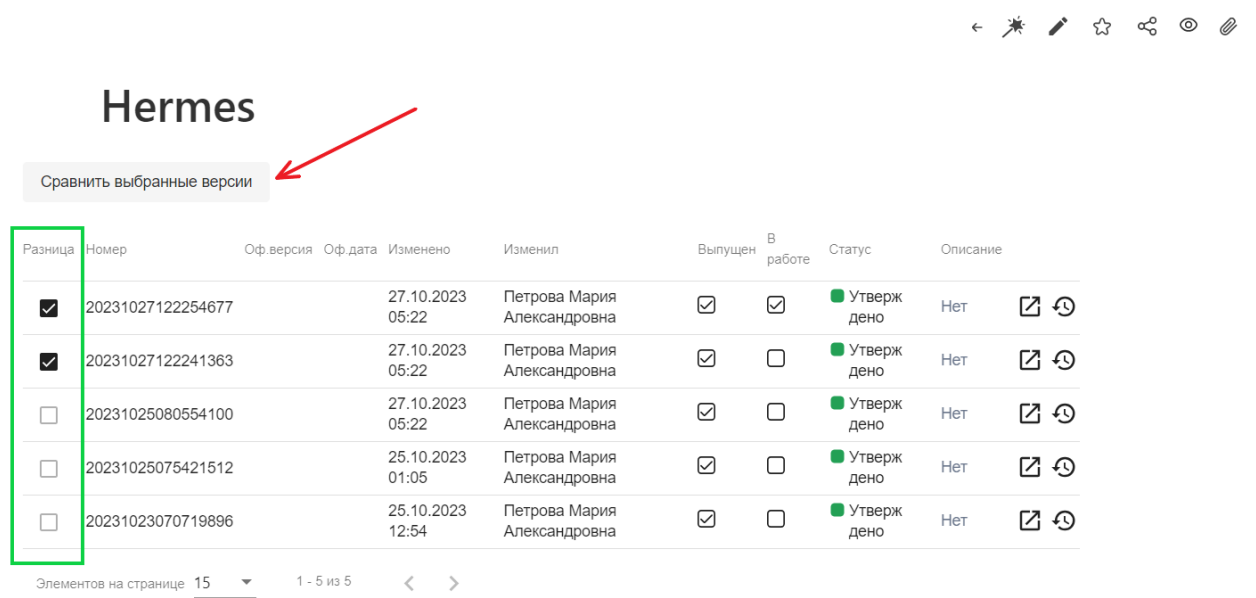 Hermes
Сравнить выбранные версии
Разница Номер Оф.версия Оф.дата Изменено Изменил Выпущен В работе Статус Описание
20231027122254677 27.10.2023 05:22 Петрова Мария Александровна Утверж дено Нет
20231027122241363 27.10.2023 05:22 Петрова Мария Александровна Утверж дено Нет
20231025080554100 27.10.2023 05:22 Петрова Мария Александровна Утверж дено Нет
20231025075421512 25.10.2023 01:05 Петрова Мария Александровна Утверж дено Нет
20231023070719896 25.10.2023 12:54 Петрова Мария Александровна Утверж дено Нет
Элементов на странице 15 1 - 5 из 5